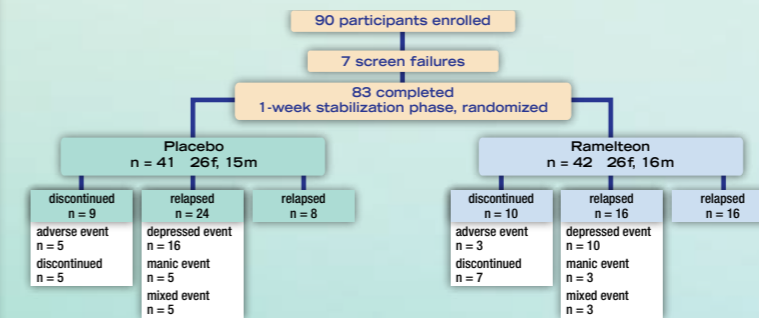 90 participants enrolled
7 screen failures
83 completed
1-week stabilization phase, randomized
Placebo
n = 41 26f, 15m
discontinued
n = 9
adverse event
n = 5
discontinued
n = 5
relapsed
n = 24
depressed event
n = 16
manic event
n = 5
mixed event
n = 5
relapsed
n = 8
Ramelteon
n = 42 26f, 16m
discontinued
n = 10
adverse event
n = 3
discontinued
n = 7
relapsed
n = 16
depressed event
n = 10
manic event
n = 3
mixed event
n = 3
relapsed
n = 16